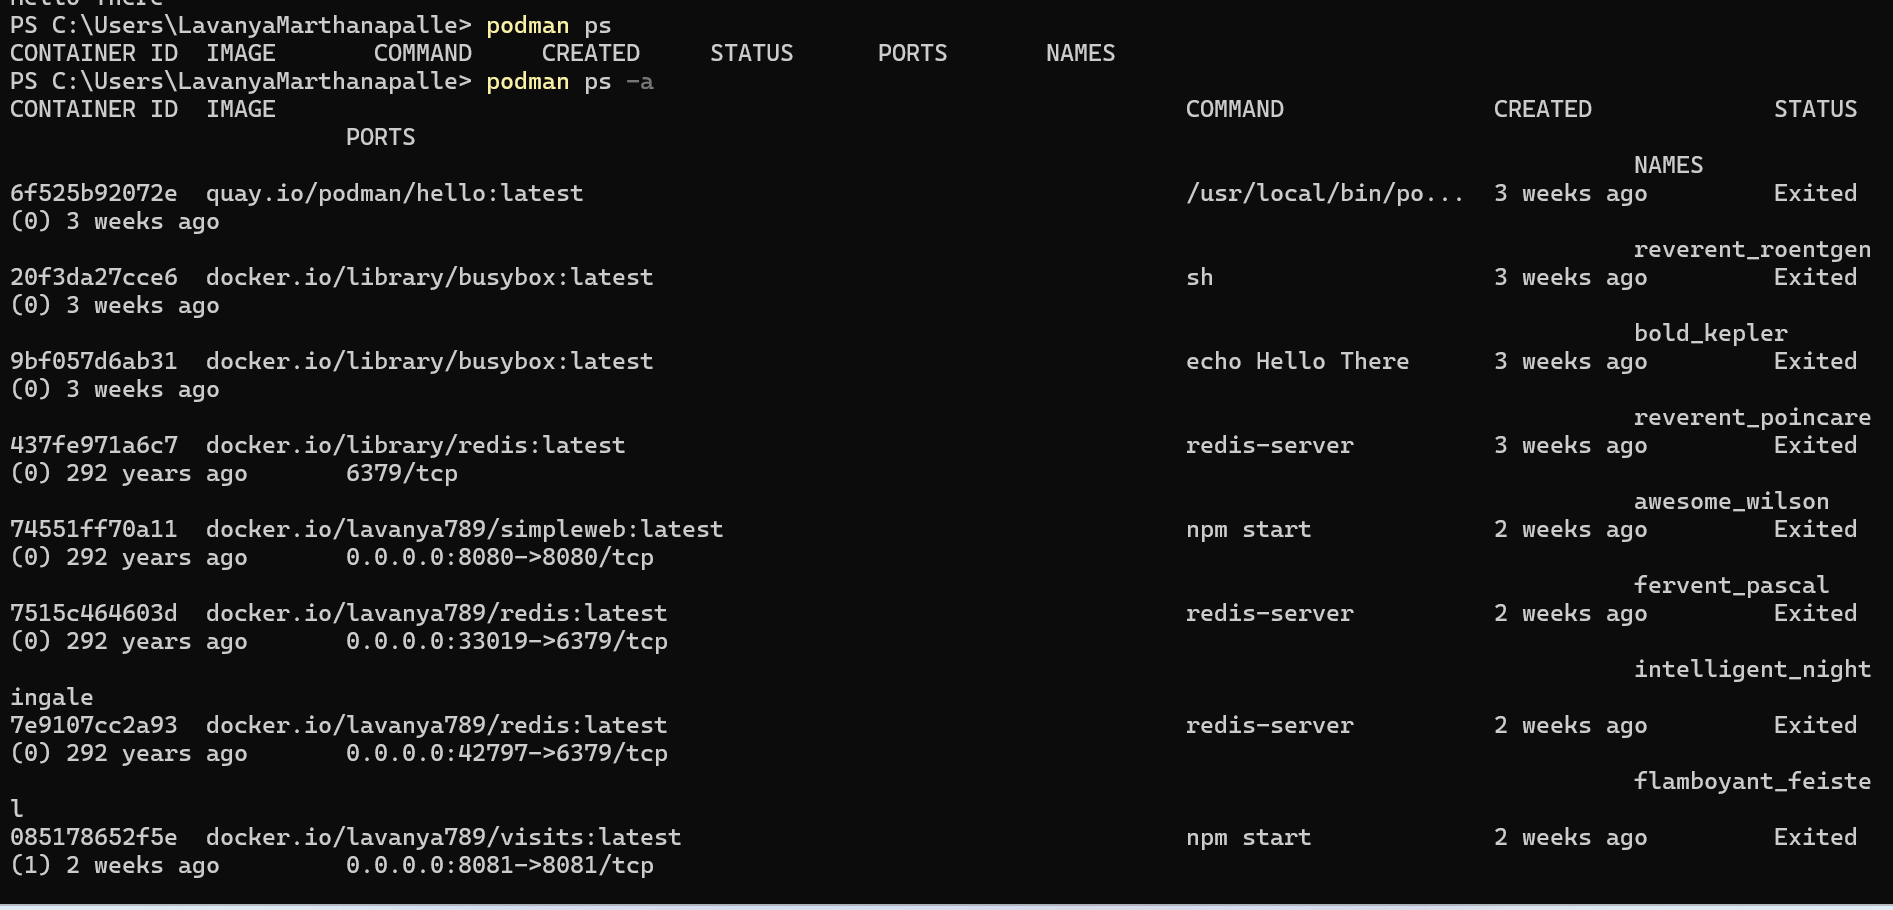 Hello There
PS C:\Users\LavanyaMarthanapalle> podman ps
CONTAINER ID  IMAGE       COMMAND     CREATED     STATUS      PORTS       NAMES
PS C:\Users\LavanyaMarthanapalle> podman ps -a
CONTAINER ID  IMAGE                                                                 COMMAND               CREATED             STATUS
                        PORTS
                                                                                                                    NAMES
6f525b92072e  quay.io/podman/hello:latest                                           /usr/local/bin/po...  3 weeks ago         Exited
(0) 3 weeks ago
                                                                                                                    reverent_roentgen
20f3da27cce6  docker.io/library/busybox:latest                                      sh                    3 weeks ago         Exited
(0) 3 weeks ago
                                                                                                                    bold_kepler
9bf057d6ab31  docker.io/library/busybox:latest                                      echo Hello There      3 weeks ago         Exited
(0) 3 weeks ago
                                                                                                                    reverent_poincare
437fe971a6c7  docker.io/library/redis:latest                                        redis-server          3 weeks ago         Exited
(0) 292 years ago       6379/tcp
                                                                                                                    awesome_wilson
74551ff70a11  docker.io/lavanya789/simpleweb:latest                                 npm start             2 weeks ago         Exited
(0) 292 years ago       0.0.0.0:8080->8080/tcp
                                                                                                                    fervent_pascal
7515c464603d  docker.io/lavanya789/redis:latest                                     redis-server          2 weeks ago         Exited
(0) 292 years ago       0.0.0.0:33019->6379/tcp
                                                                                                                    intelligent_night
ingale
7e9107cc2a93  docker.io/lavanya789/redis:latest                                     redis-server          2 weeks ago         Exited
(0) 292 years ago       0.0.0.0:42797->6379/tcp
                                                                                                                    flamboyant_feiste
l
085178652f5e  docker.io/lavanya789/visits:latest                                    npm start             2 weeks ago         Exited
(1) 2 weeks ago         0.0.0.0:8081->8081/tcp